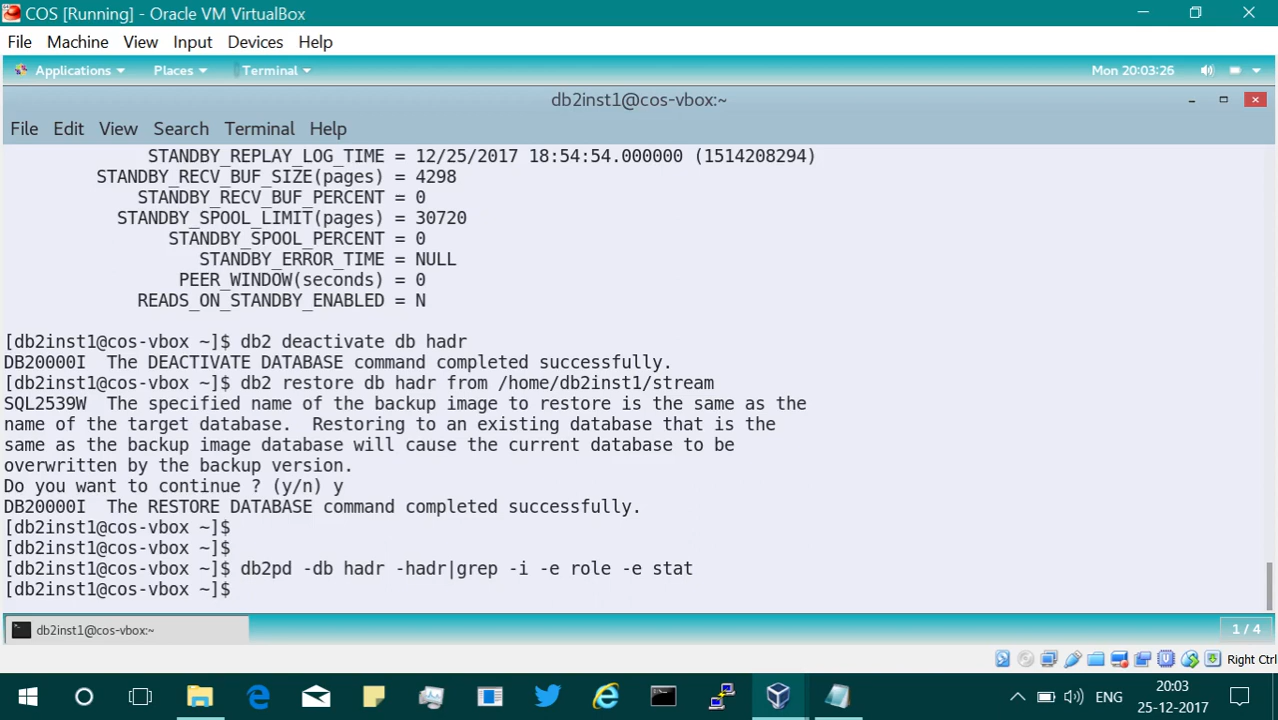 COS [Running] - Oracle VM VirtualBox
File Machine View Input Devices Help
Applications Places Terminal Mon 20:03:26
db2inst1@cos-vbox:~
File Edit View Search Terminal Help
STANDBY_REPLAY_LOG_TIME = 12/25/2017 18:54:54.000000 (1514208294)
STANDBY_RECV_BUF_SIZE(pages) = 4298
STANDBY_RECV_BUF_PERCENT = 0
STANDBY_SPOOL_LIMIT(pages) = 30720
STANDBY_SPOOL_PERCENT = 0
STANDBY_ERROR_TIME = NULL
PEER_WINDOW(seconds) = 0
READS_ON_STANDBY_ENABLED = N
[db2inst1@cos-vbox ~]$ db2 deactivate db hadr
DB20000I  The DEACTIVATE DATABASE command completed successfully.
[db2inst1@cos-vbox ~]$ db2 restore db hadr from /home/db2inst1/stream
SQL2539W  The specified name of the backup image to restore is the same as the
name of the target database.  Restoring to an existing database that is the
same as the backup image database will cause the current database to be
overwritten by the backup version.
Do you want to continue ? (y/n) y
DB20000I  The RESTORE DATABASE command completed successfully.
[db2inst1@cos-vbox ~]$
[db2inst1@cos-vbox ~]$
[db2inst1@cos-vbox ~]$ db2pd -db hadr -hadr|grep -i -e role -e stat
[db2inst1@cos-vbox ~]$
db2inst1@cos-vbox:~ 1 / 4
Right Ctrl
ENG 20:03
25-12-2017